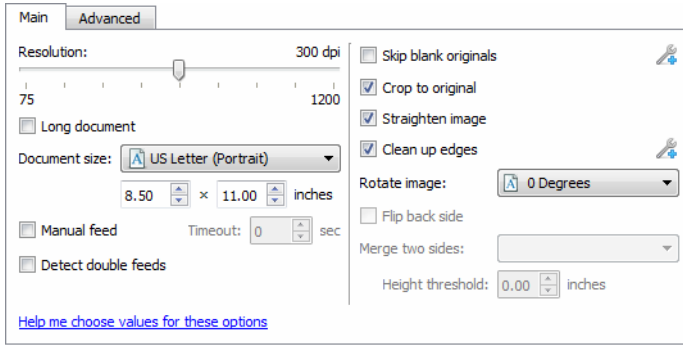 Main
Advanced
Resolution: 300 dpi
75 1200
Long document
Document size: A US Letter (Portrait)
8.50 × 11.00 inches
Manual feed Timeout: 0 sec
Detect double feeds
Help me choose values for these options
Skip blank originals
Crop to original
Straighten image
Clean up edges
Rotate image: A 0 Degrees
Flip back side
Merge two sides:
Height threshold: 0.00 inches